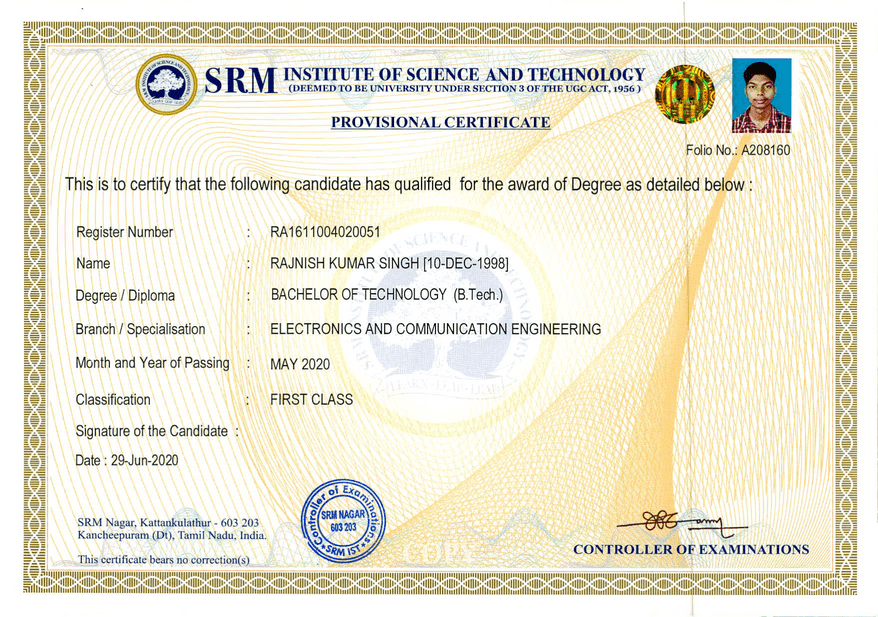 SRM INSTITUTE OF SCIENCE AND TECHNOLOGY
(DEEMED TO BE UNIVERSITY UNDER SECTION 3 OF THE UGC ACT, 1956 )
PROVISIONAL CERTIFICATE
Folio No.: A208160
This is to certify that the following candidate has qualified for the award of Degree as detailed below :
Register Number : RA1611004020051
Name : RAJNISH KUMAR SINGH [10-DEC-1998]
Degree / Diploma : BACHELOR OF TECHNOLOGY (B.Tech.)
Branch / Specialisation : ELECTRONICS AND COMMUNICATION ENGINEERING
Month and Year of Passing : MAY 2020
Classification : FIRST CLASS
Signature of the Candidate :
Date : 29-Jun-2020
Controller of Examinations
SRM NAGAR
603 203
SRM IST
SRM Nagar, Kattankulathur - 603 203
Kancheepuram (Dt), Tamil Nadu, India.
CONTROLLER OF EXAMINATIONS
This certificate bears no correction(s)
COPY